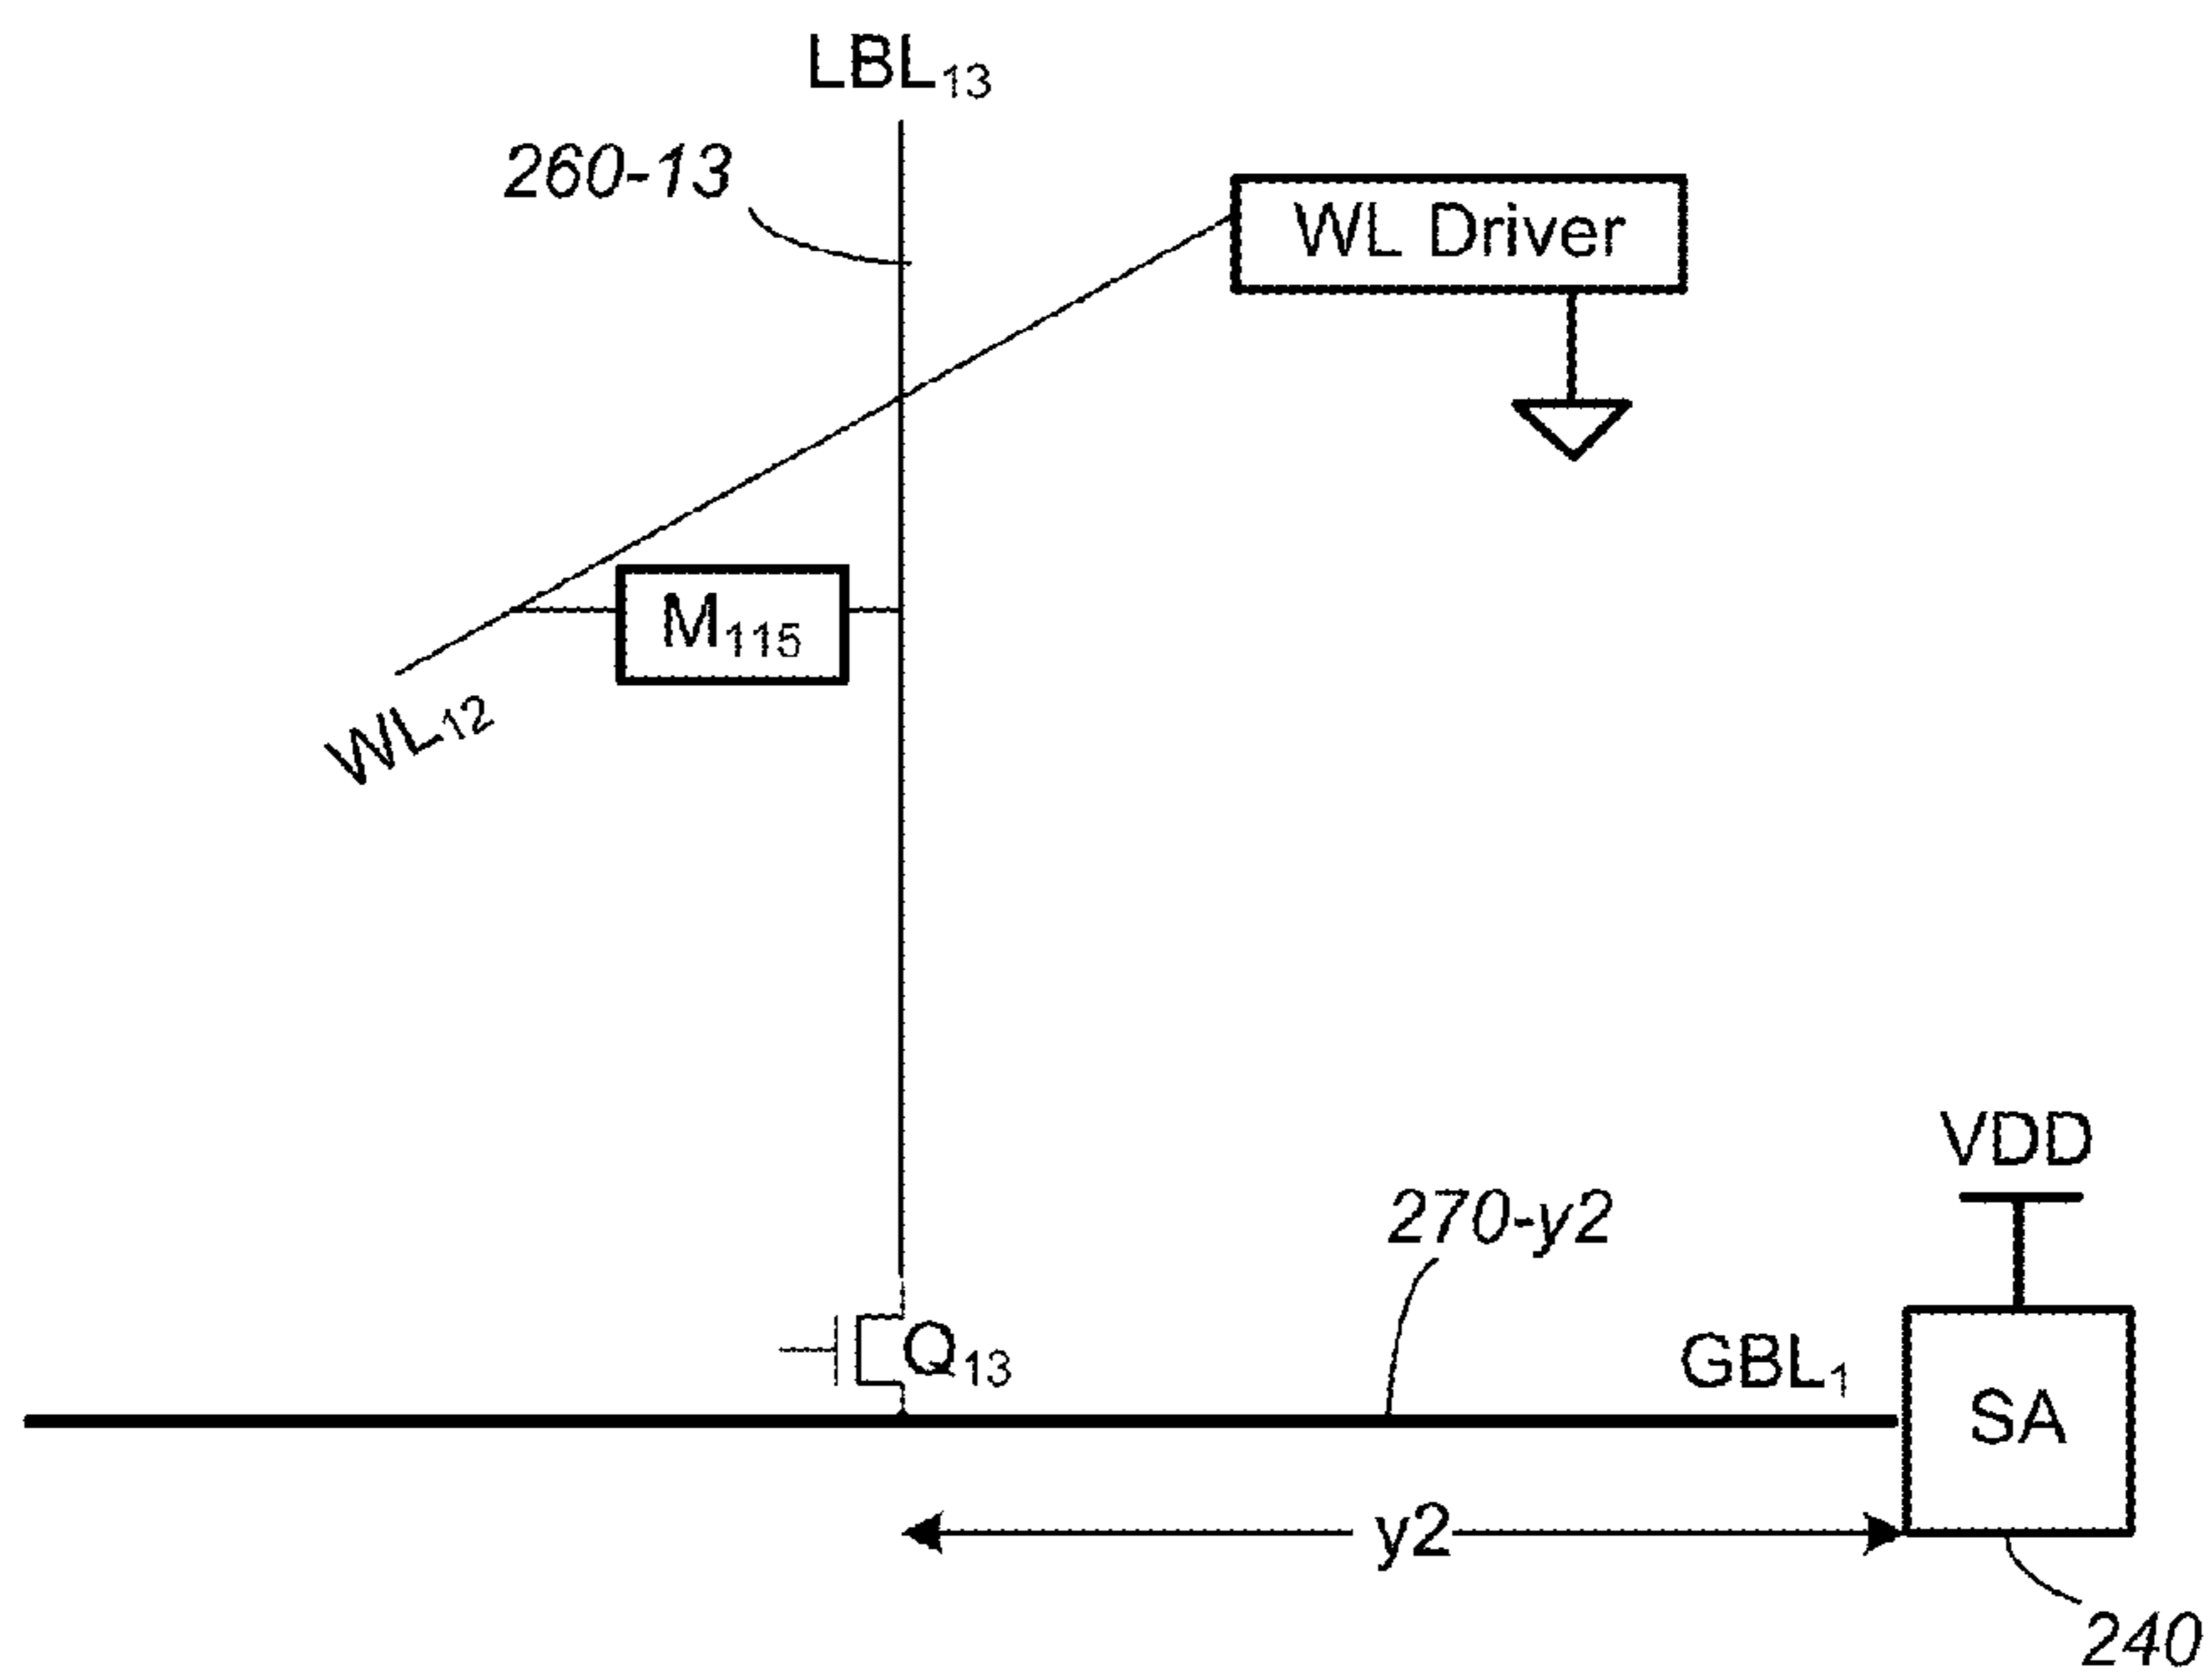 LBL13
260-13
WL Driver
M115
WL12
VDD
270-y2
Q13
GBL1
SA
y2
240